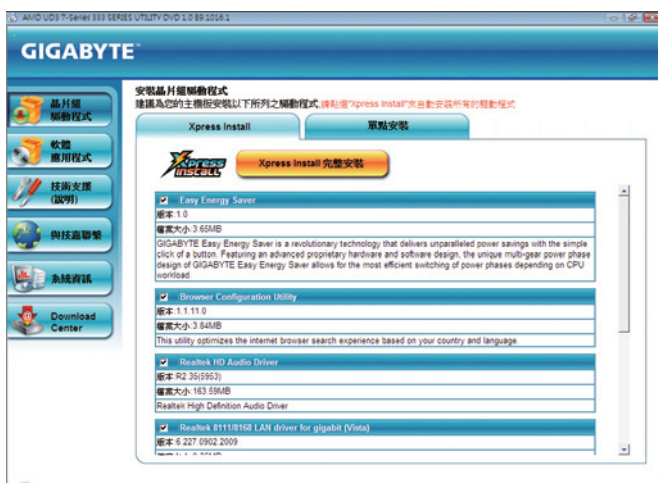 AMD UD3 7-Series 333 SERIES UTILITY DVD 1.0 B9.1016.1
GIGABYTE™
晶片組
驅動程式
軟體
應用程式
技術支援
(說明)
與技嘉聯繫
系統資訊
Download
Center
安裝晶片組驅動程式
建議為您的主機板安裝以下所列之驅動程式;請點選"Xpress Install"來自動安裝所有的驅動程式
Xpress Install
單點安裝
Xpress
INSTALL
Xpress Install 完整安裝
Easy Energy Saver
版本:1.0
檔案大小:3.65MB
GIGABYTE Easy Energy Saver is a revolutionary technology that delivers unparalleled power savings with the simple
click of a button. Featuring an advanced proprietary hardware and software design, the unique multi-gear power phase
design of GIGABYTE Easy Energy Saver allows for the most efficient switching of power phases depending on CPU
workload.
Browser Configuration Utility
版本:1.1.11.0
檔案大小:3.84MB
This utility optimizes the internet browser search experience based on your country and language.
Realtek HD Audio Driver
版本:R2.35(5953)
檔案大小:163.59MB
Realtek High Definition Audio Driver
Realtek 8111/8168 LAN driver for gigabit (Vista)
版本:6.227.0902.2009